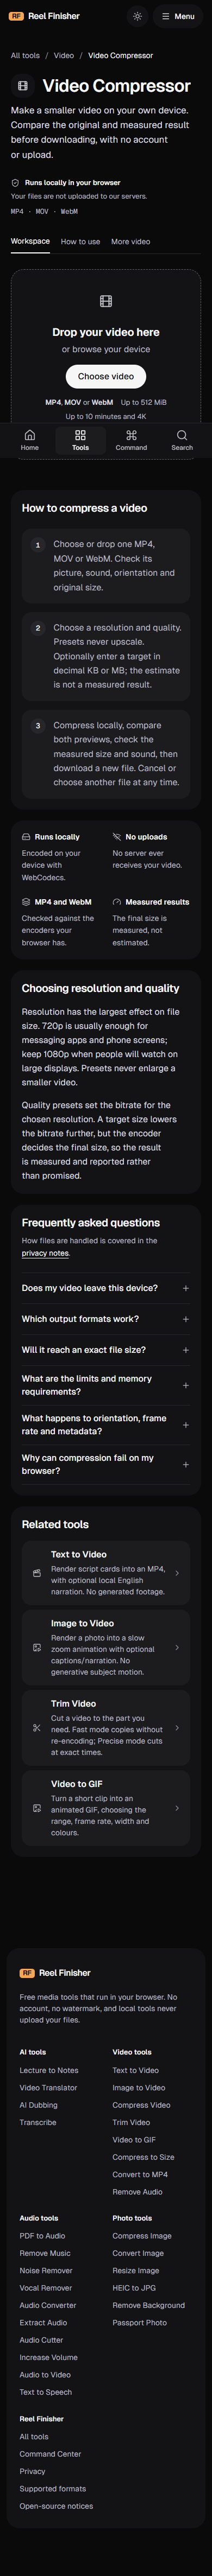 RF Reel Finisher Menu
All tools / Video / Video Compressor
Video Compressor
Make a smaller video on your own device.
Compare the original and measured result
before downloading, with no account
or upload.
Runs locally in your browser
Your files are not uploaded to our servers.
MP4 · MOV · WebM
Workspace How to use More video
Drop your video here
or browse your device
Choose video
MP4, MOV or WebM Up to 512 MB
Up to 10 minutes and 4K
Home Tools Command Search
How to compress a video
1 Choose or drop one MP4,
MOV or WebM. Check its
picture, sound, orientation and
original size.
2 Choose a resolution and quality.
Presets never upscale.
Optionally enter a target in
decimal KB or MB; the estimate
is not a measured result.
3 Compress locally, compare
both previews, check the
measured size and sound, then
download a new file. Cancel or
choose another file at any time.
Runs locally
Encoded on your
device with
WebCodecs.
No uploads
No server ever
receives your video.
MP4 and WebM
Checked against the
encoders your
browser has.
Measured results
The final size is
measured, not
estimated.
Choosing resolution and quality
Resolution has the largest effect on file
size. 720p is usually enough for
messaging apps and phone screens;
keep 1080p when people will watch on
large displays. Presets never enlarge a
smaller video.
Quality presets set the bitrate for the
chosen resolution. A target size lowers
the bitrate further, but the encoder
decides the final size, so the result
is measured and reported rather
than promised.
Frequently asked questions
How files are handled is covered in the
privacy notes.
Does my video leave this device?
Which output formats work?
Will it reach an exact file size?
What are the limits and memory
requirements?
What happens to orientation, frame
rate and metadata?
Why can compression fail on my
browser?
Related tools
Text to Video
Render script cards into an MP4,
with optional local English
narration. No generated footage.
Image to Video
Render a photo into a slow
zoom animation with optional
captions/narration. No
generative subject motion.
Trim Video
Cut a video to the part you
need. Fast mode copies without
re-encoding; Precise mode cuts
at exact times.
Video to GIF
Turn a short clip into an
animated GIF, choosing the
range, frame rate, width and
colours.
RF Reel Finisher
Free media tools that run in your browser. No
account, no watermark, and local tools never
upload your files.
AI tools
Lecture to Notes
Video Translator
AI Dubbing
Transcribe
Video tools
Text to Video
Image to Video
Compress Video
Trim Video
Video to GIF
Compress to Size
Convert to MP4
Remove Audio
Audio tools
PDF to Audio
Remove Music
Noise Remover
Vocal Remover
Audio Converter
Extract Audio
Audio Cutter
Increase Volume
Audio to Video
Text to Speech
Photo tools
Compress Image
Convert Image
Resize Image
HEIC to JPG
Remove Background
Passport Photo
Reel Finisher
All tools
Command Center
Privacy
Supported formats
Open-source notices